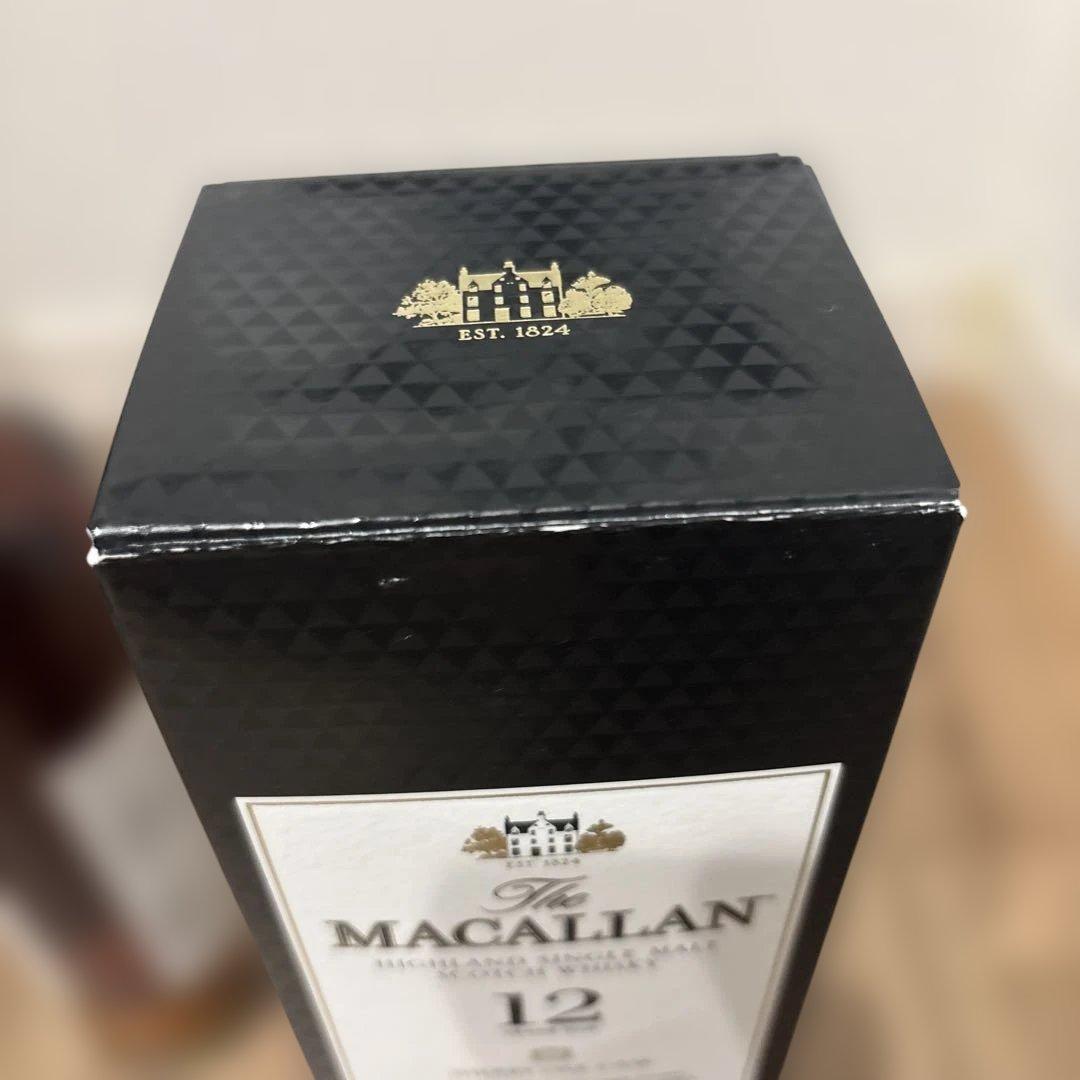 EST. 1824
EST. 1824
The
MACALLAN
HIGHLAND SINGLE MALT
SCOTCH WHISKY
12